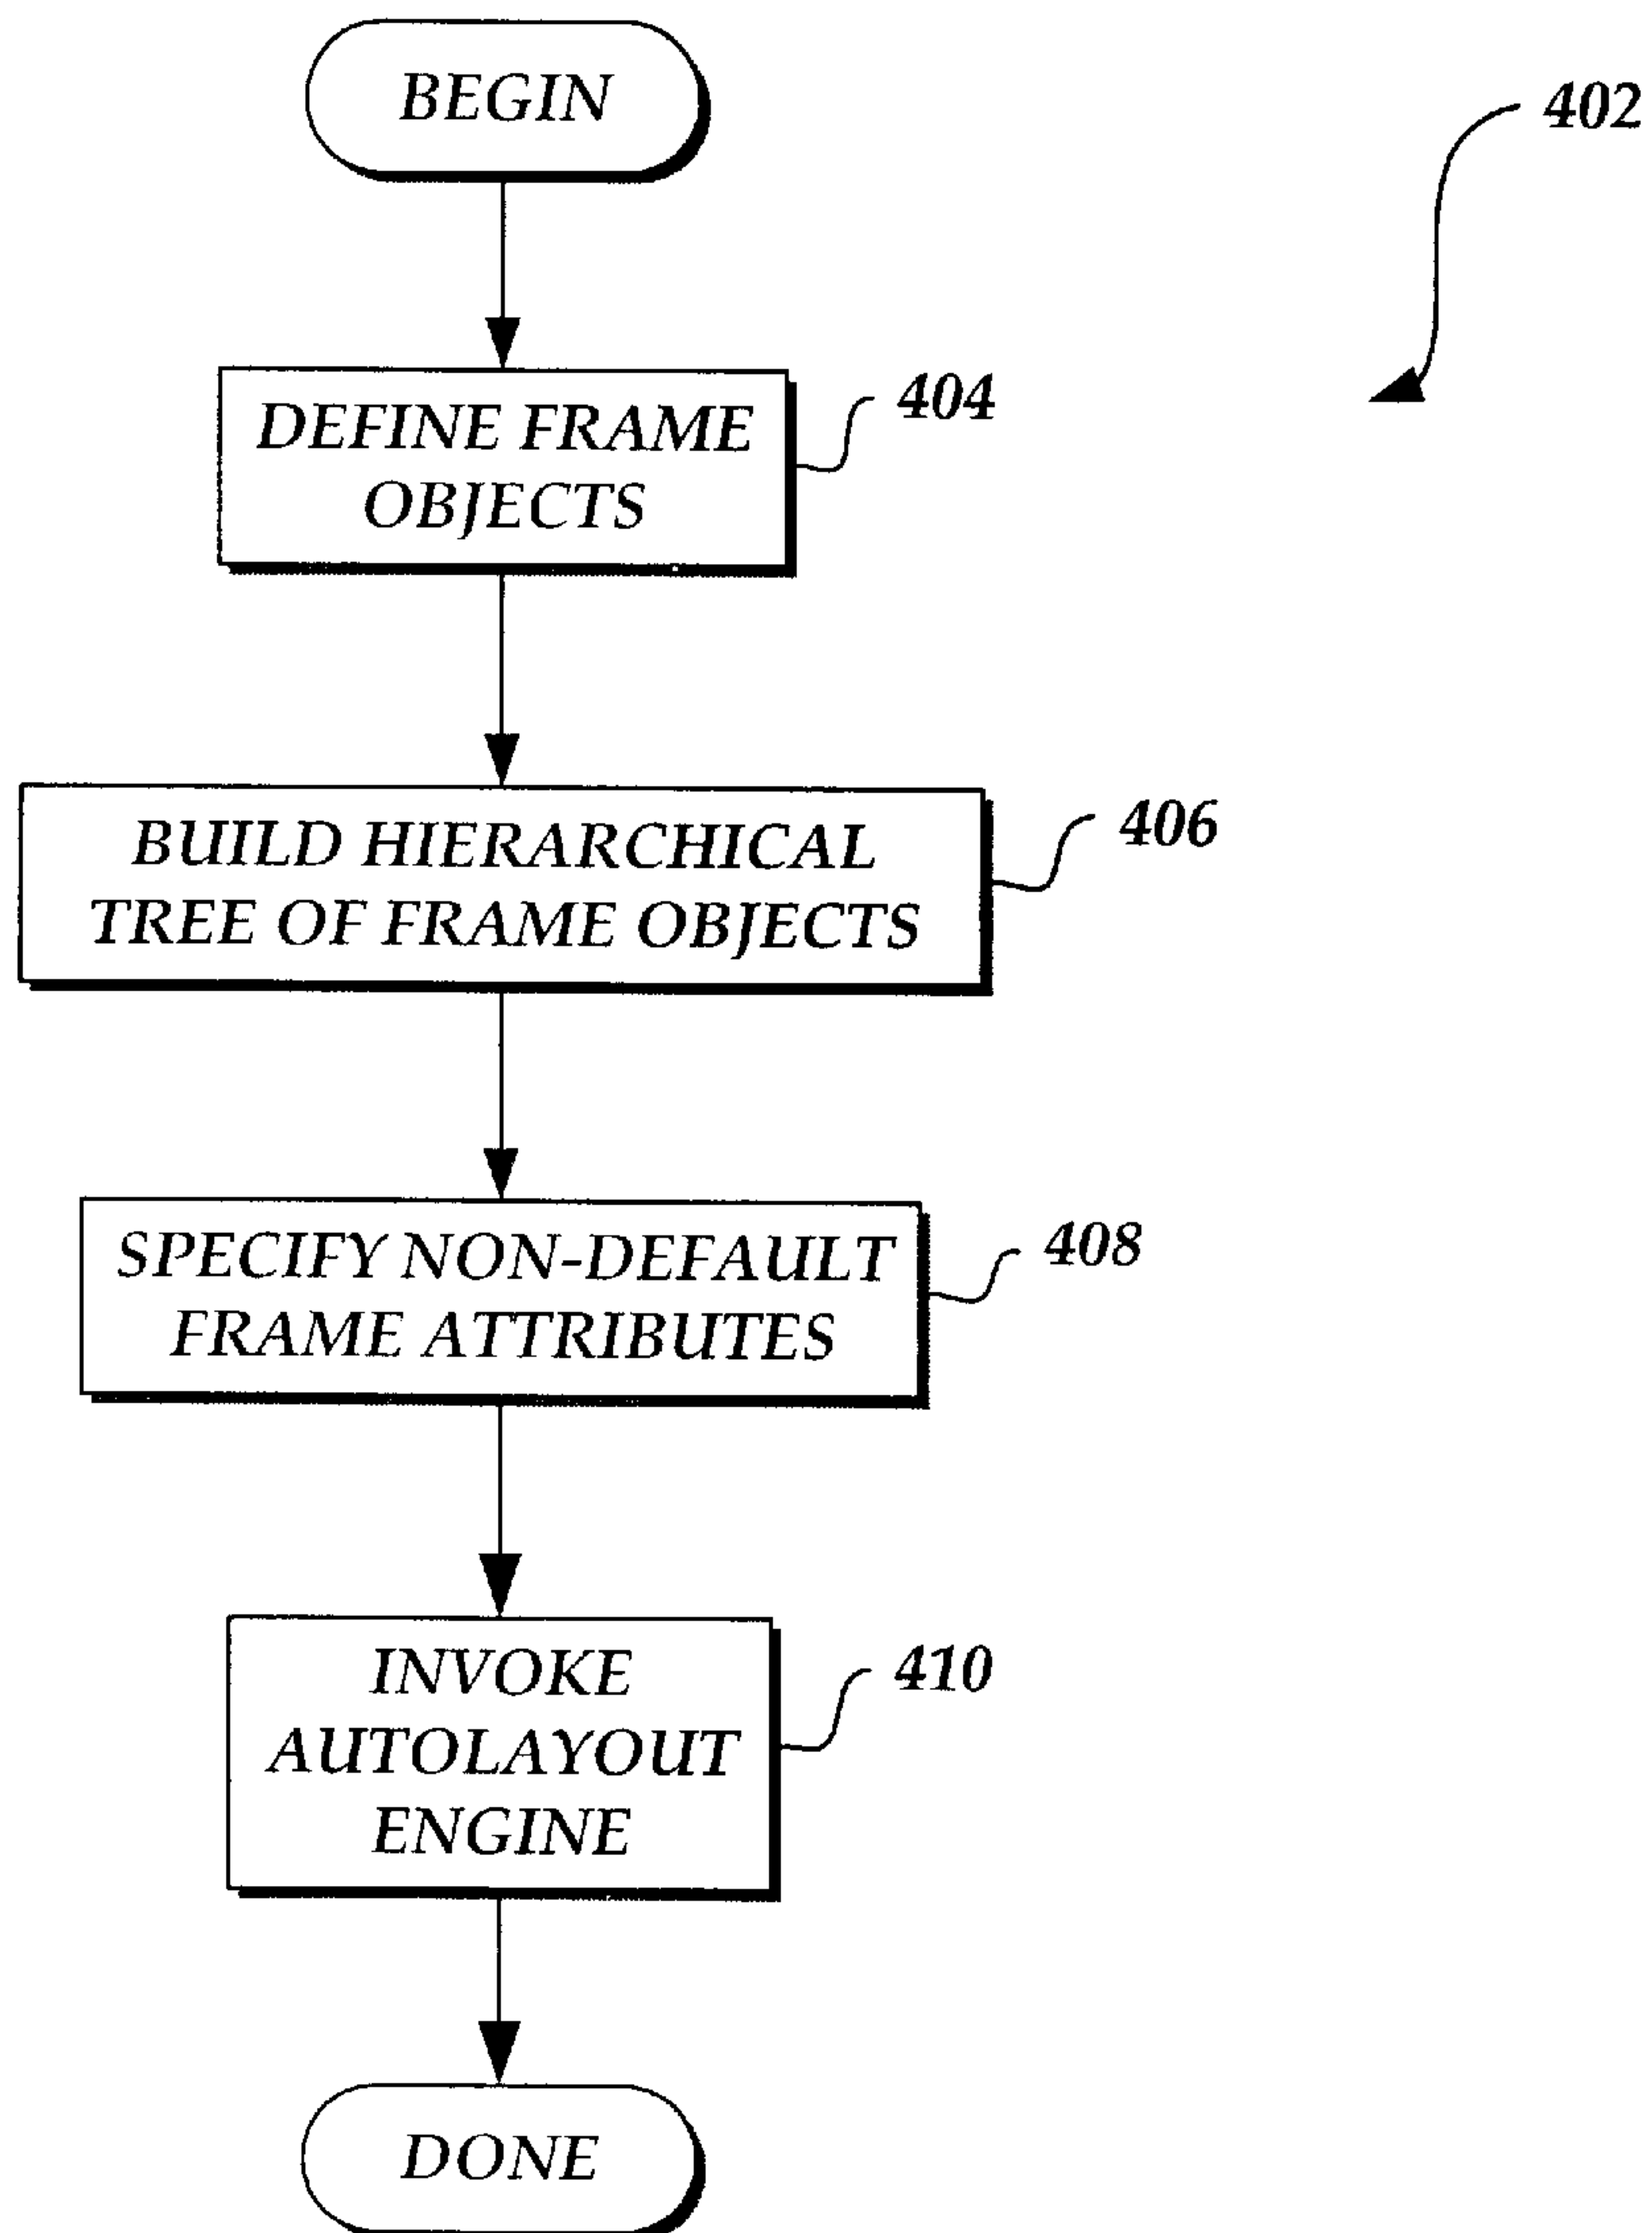 BEGIN
402
DEFINE FRAME
OBJECTS
404
BUILD HIERARCHICAL
TREE OF FRAME OBJECTS
406
SPECIFY NON-DEFAULT
FRAME ATTRIBUTES
408
INVOKE
AUTOLAYOUT
ENGINE
410
DONE